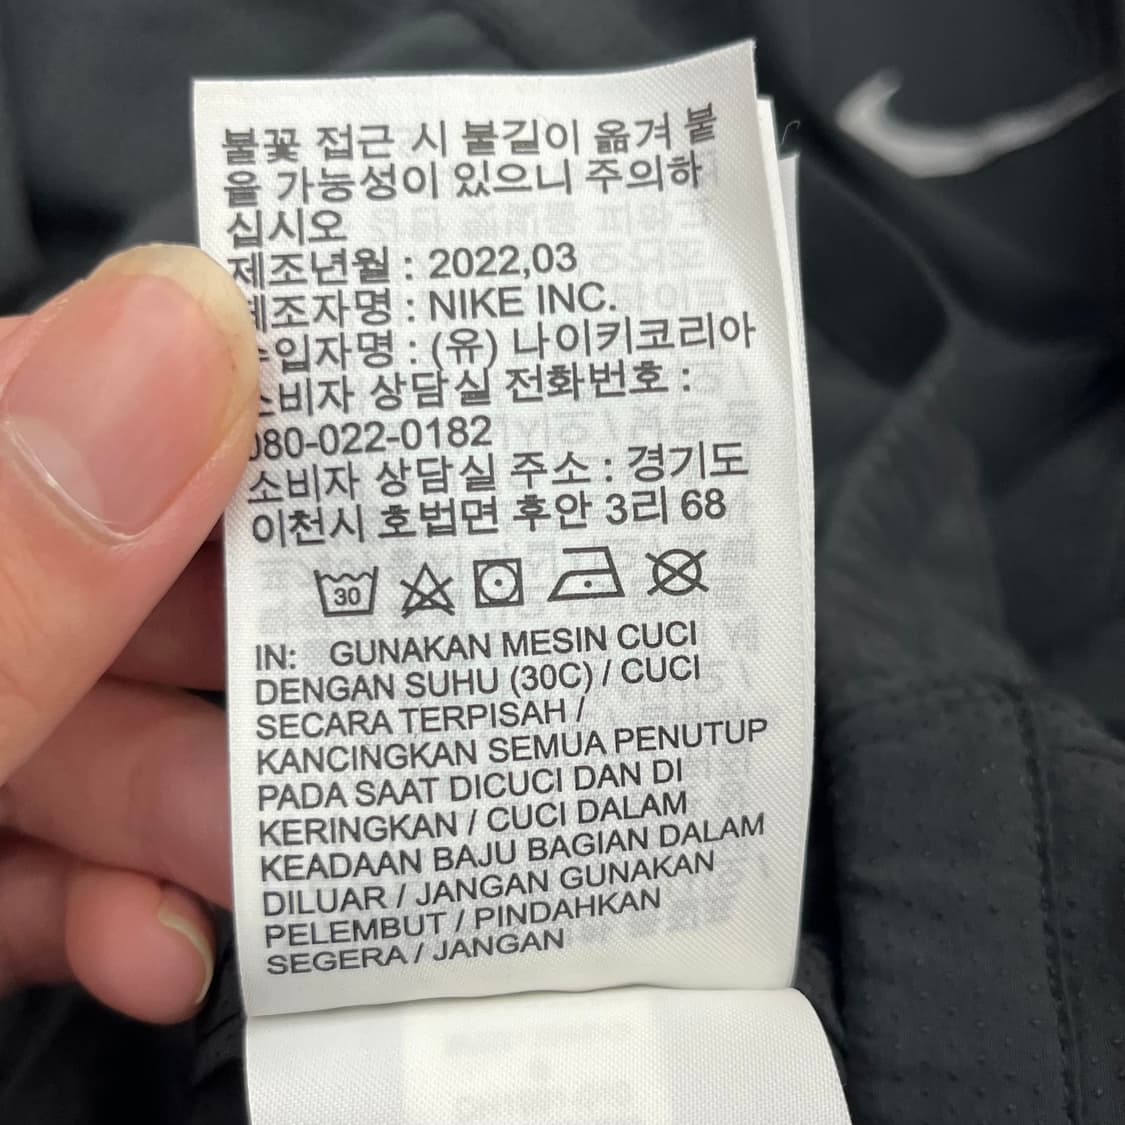 불꽃 접근 시 불길이 옮겨 붙
을 가능성이 있으니 주의하
십시오
제조년월 : 2022,03
제조자명 : NIKE INC.
수입자명 : (유) 나이키코리아
소비자 상담실 전화번호 :
080-022-0182
소비자 상담실 주소 : 경기도
이천시 호법면 후안 3리 68
30
IN: GUNAKAN MESIN CUCI
DENGAN SUHU (30C) / CUCI
SECARA TERPISAH /
KANCINGKAN SEMUA PENUTUP
PADA SAAT DICUCI DAN DI
KERINGKAN / CUCI DALAM
KEADAAN BAJU BAGIAN DALAM
DILUAR / JANGAN GUNAKAN
PELEMBUT / PINDAHKAN
SEGERA / JANGAN